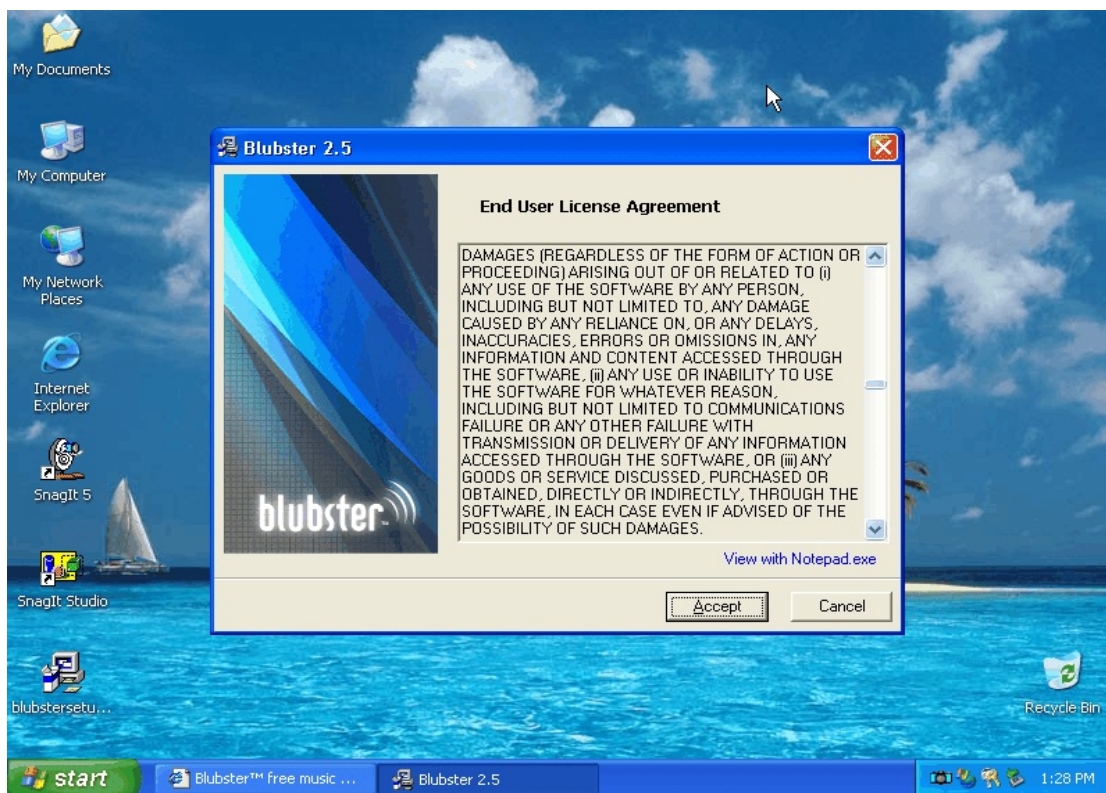 My Documents
My Computer
My Network
Places
Internet
Explorer
SnagIt 5
SnagIt Studio
blubstersetu...
Blubster 2.5
End User License Agreement
DAMAGES (REGARDLESS OF THE FORM OF ACTION OR
PROCEEDING) ARISING OUT OF OR RELATED TO (i)
ANY USE OF THE SOFTWARE BY ANY PERSON,
INCLUDING BUT NOT LIMITED TO, ANY DAMAGE
CAUSED BY ANY RELIANCE ON, OR ANY DELAYS,
INACCURACIES, ERRORS OR OMISSIONS IN, ANY
INFORMATION AND CONTENT ACCESSED THROUGH
THE SOFTWARE, (ii) ANY USE OR INABILITY TO USE
THE SOFTWARE FOR WHATEVER REASON,
INCLUDING BUT NOT LIMITED TO COMMUNICATIONS
FAILURE OR ANY OTHER FAILURE WITH
TRANSMISSION OR DELIVERY OF ANY INFORMATION
ACCESSED THROUGH THE SOFTWARE, OR (iii) ANY
GOODS OR SERVICE DISCUSSED, PURCHASED OR
OBTAINED, DIRECTLY OR INDIRECTLY, THROUGH THE
SOFTWARE, IN EACH CASE EVEN IF ADVISED OF THE
POSSIBILITY OF SUCH DAMAGES.
blubster
View with Notepad.exe
Accept
Cancel
Recycle Bin
start
Blubster™ free music ...
Blubster 2.5
1:28 PM